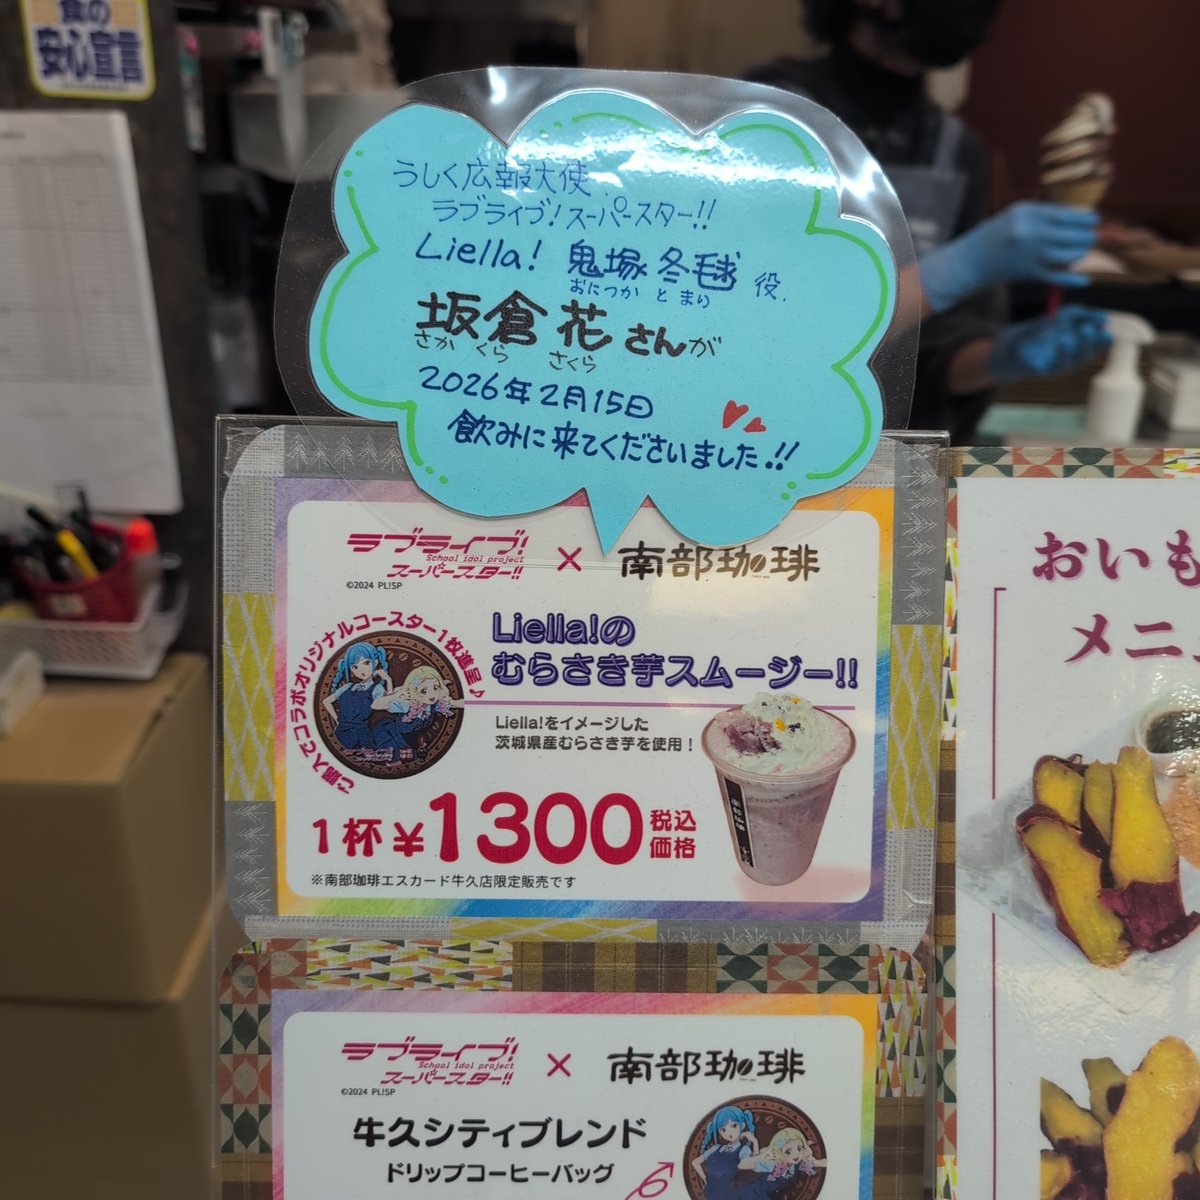 食の
安心宣言
うしく広報大使
ラブライブ!スーパースター!!
Liella! 鬼塚 冬毬 役.
おにつか とまり
坂倉 花さんが
さかくら さくら
2026年2月15日
飲みに来てくださいました!!
ラブライブ!
School idol project
スーパースター!!
×
南部珈琲
©2024 PL!SP
ご購入でコラボオリジナルコースター1枚進呈♪
Liella!の
むらさき芋スムージー!!
Liella!をイメージした
茨城県産むらさき芋を使用!
1杯¥1300税込価格
※南部珈琲エスカード牛久店限定販売です
おいも
メニュ
ラブライブ!
School idol project
スーパースター!!
×
南部珈琲
©2024 PL!SP
牛久シティブレンド
ドリップコーヒーバッグ